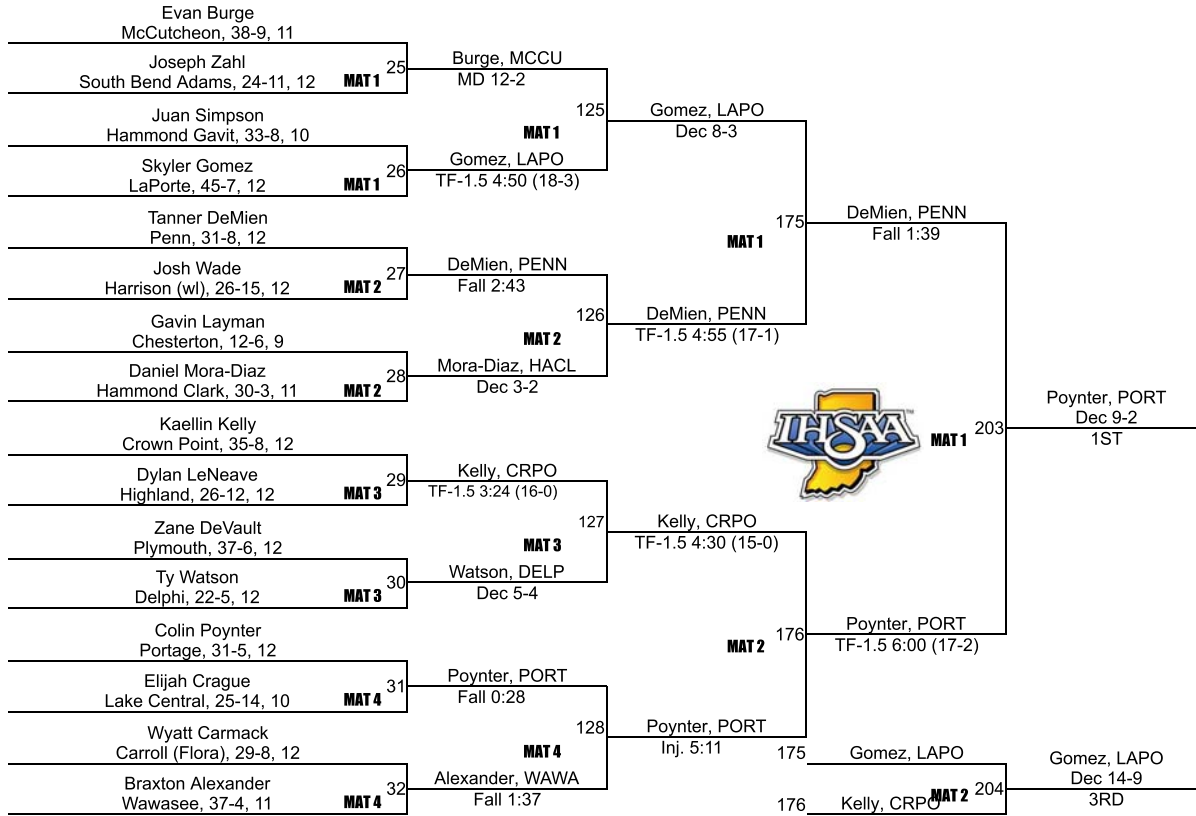 Evan Burge
McCutcheon, 38-9, 11
Joseph Zahl
South Bend Adams, 24-11, 12
MAT 1
25
Juan Simpson
Hammond Gavit, 33-8, 10
Skyler Gomez
LaPorte, 45-7, 12
MAT 1
26
Tanner DeMien
Penn, 31-8, 12
Josh Wade
Harrison (wl), 26-15, 12
MAT 2
27
Gavin Layman
Chesterton, 12-6, 9
Daniel Mora-Diaz
Hammond Clark, 30-3, 11
MAT 2
28
Kaellin Kelly
Crown Point, 35-8, 12
Dylan LeNeave
Highland, 26-12, 12
MAT 3
29
Zane DeVault
Plymouth, 37-6, 12
Ty Watson
Delphi, 22-5, 12
MAT 3
30
Colin Poynter
Portage, 31-5, 12
Elijah Crague
Lake Central, 25-14, 10
MAT 4
31
Wyatt Carmack
Carroll (Flora), 29-8, 12
Braxton Alexander
Wawasee, 37-4, 11
MAT 4
32
Burge, MCCU
MD 12-2
125
MAT 1
Gomez, LAPO
TF-1.5 4:50 (18-3)
DeMien, PENN
Fall 2:43
126
MAT 2
Mora-Diaz, HACL
Dec 3-2
Kelly, CRPO
TF-1.5 3:24 (16-0)
127
MAT 3
Watson, DELP
Dec 5-4
Poynter, PORT
Fall 0:28
128
MAT 4
Alexander, WAWA
Fall 1:37
Gomez, LAPO
Dec 8-3
175
MAT 1
DeMien, PENN
TF-1.5 4:55 (17-1)
Kelly, CRPO
TF-1.5 4:30 (15-0)
176
MAT 2
Poynter, PORT
Inj. 5:11
DeMien, PENN
Fall 1:39
IHSAA™
MAT 1
203
Poynter, PORT
TF-1.5 6:00 (17-2)
Poynter, PORT
Dec 9-2
1ST
175
Gomez, LAPO
176
Kelly, CRPO
MAT 2
204
Gomez, LAPO
Dec 14-9
3RD